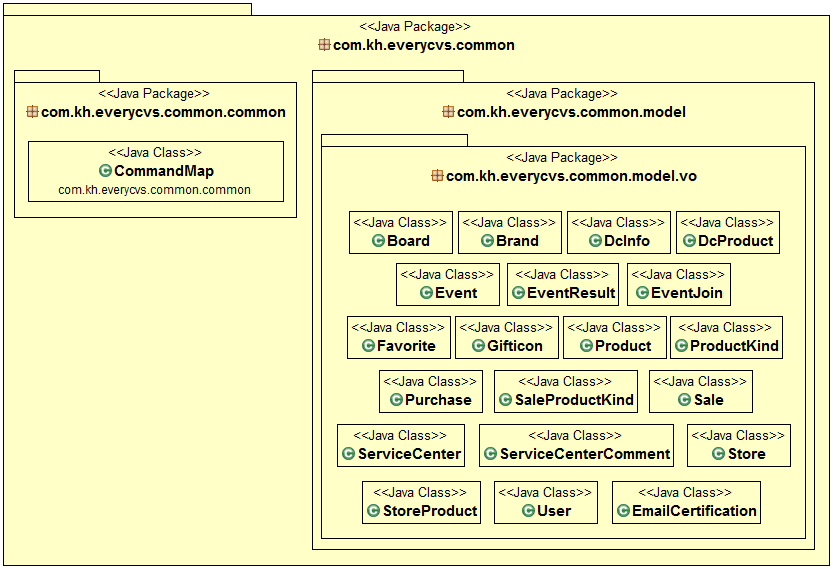 <<Java Package>>
com.kh.everycvs.common
<<Java Package>>
com.kh.everycvs.common.common
<<Java Class>>
CommandMap
com.kh.everycvs.common.common
<<Java Package>>
com.kh.everycvs.common.model
<<Java Package>>
com.kh.everycvs.common.model.vo
<<Java Class>> <<Java Class>> <<Java Class>> <<Java Class>>
Board Brand DcInfo DcProduct
<<Java Class>> <<Java Class>> <<Java Class>>
Event EventResult EventJoin
<<Java Class>> <<Java Class>> <<Java Class>> <<Java Class>>
Favorite Gifticon Product ProductKind
<<Java Class>> <<Java Class>> <<Java Class>>
Purchase SaleProductKind Sale
<<Java Class>> <<Java Class>> <<Java Class>>
ServiceCenter ServiceCenterComment Store
<<Java Class>> <<Java Class>> <<Java Class>>
StoreProduct User EmailCertification